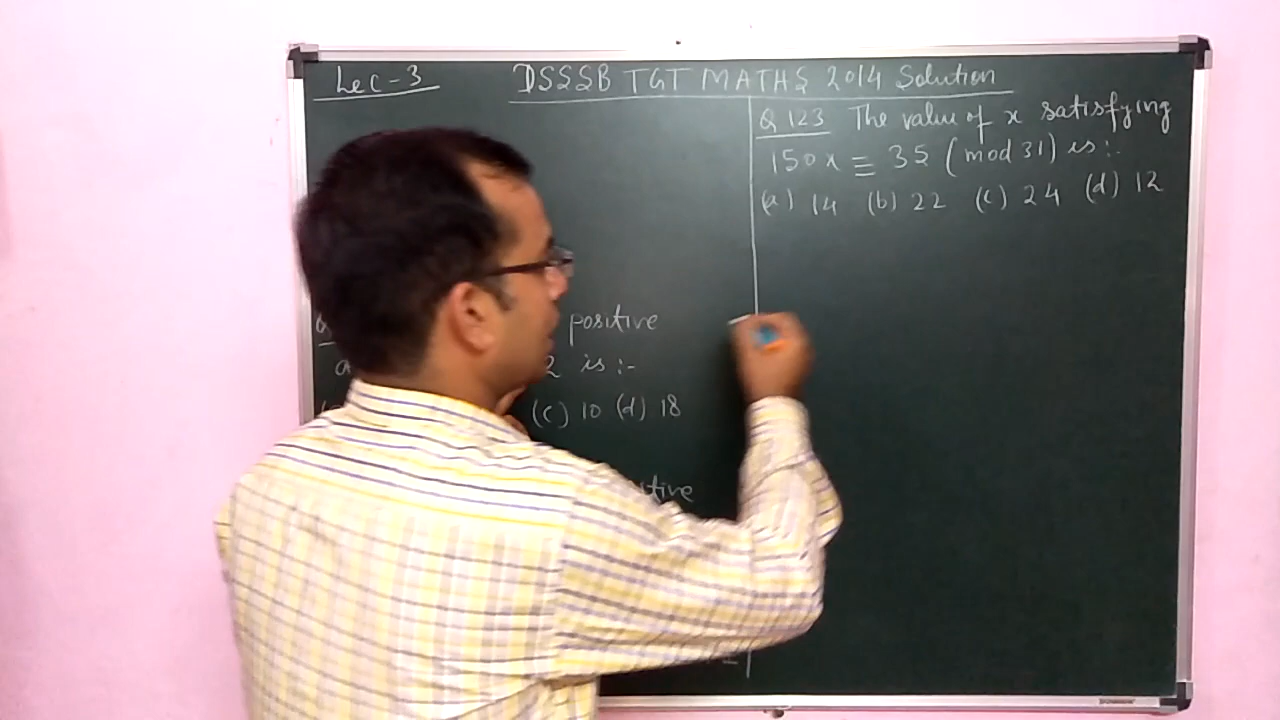 Lec-3
DSSSB TGT MATHS 2014 Solution
Q 123 The value of x satisfying
150x ≡ 35 (mod 31) is :-
(a) 14 (b) 22 (c) 24 (d) 12
positive
2 is :-
(c) 10 (d) 18